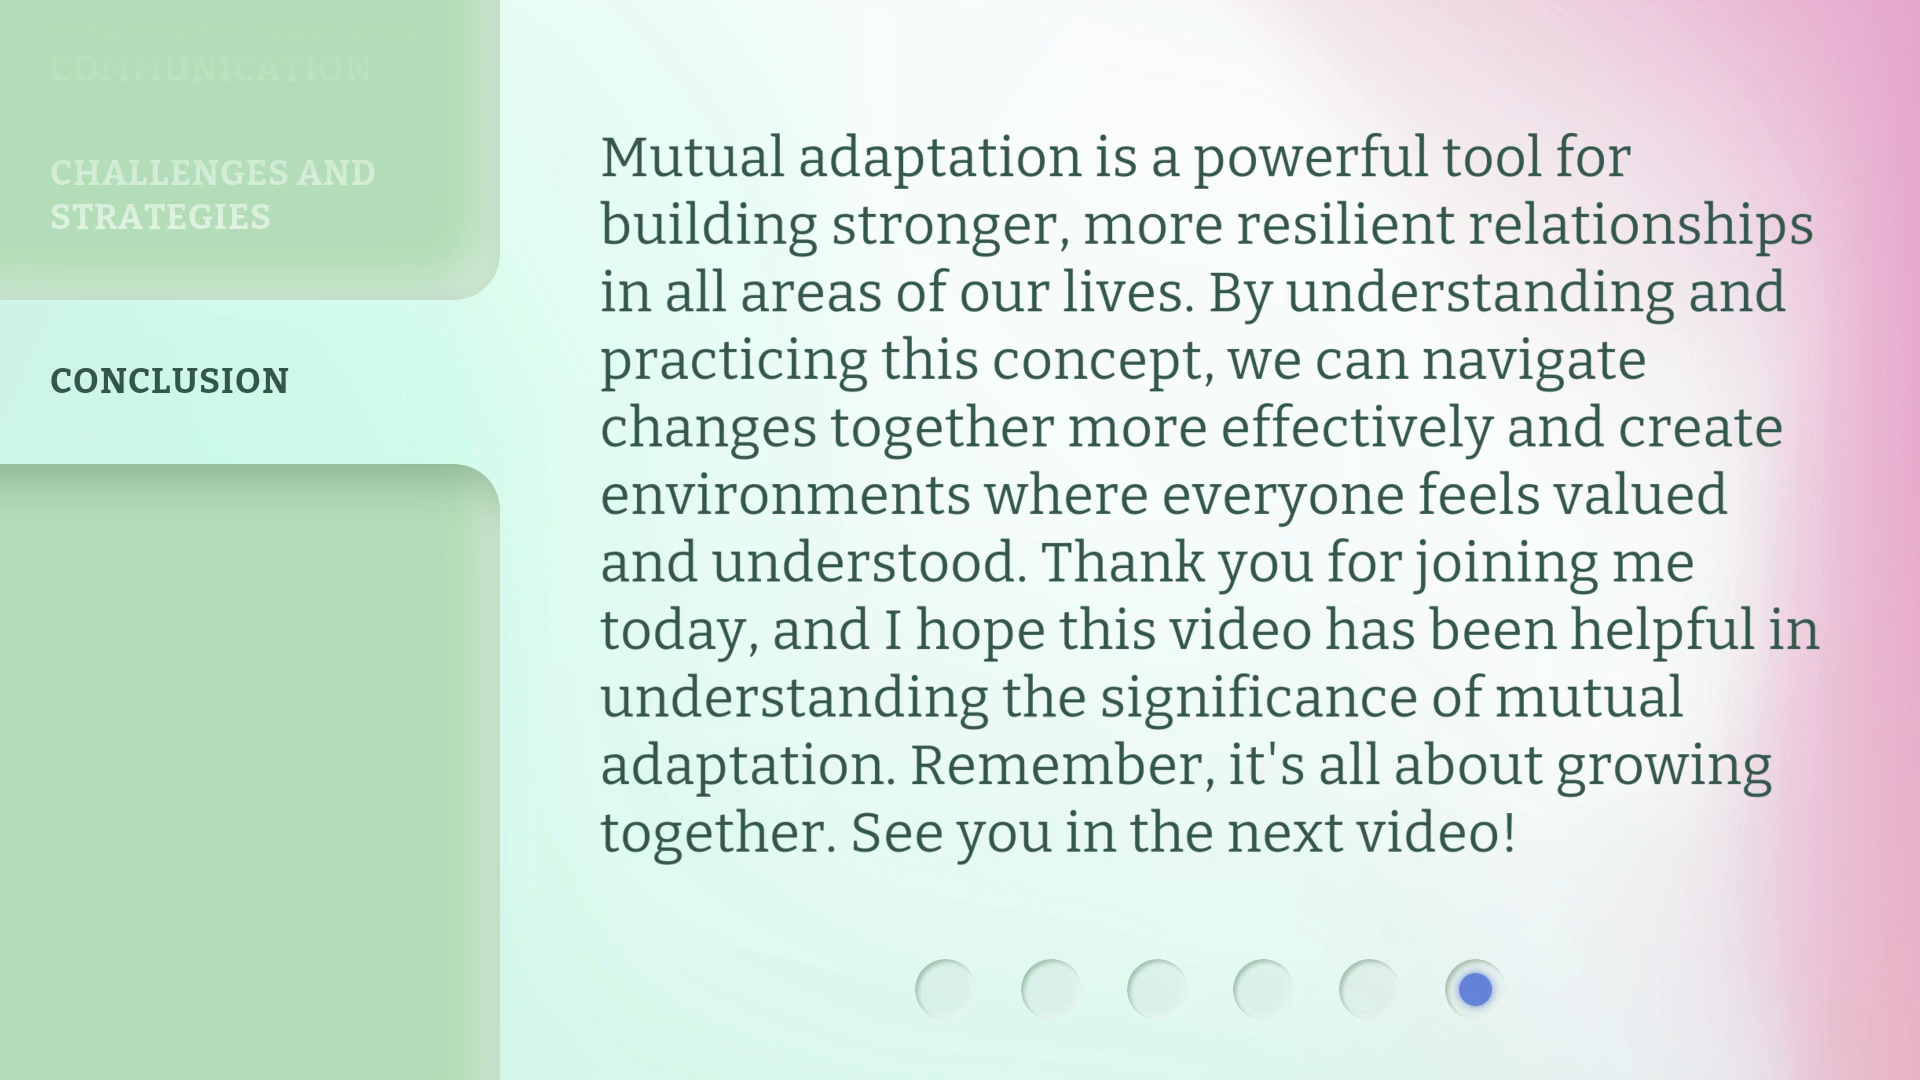 COMMUNICATION
CHALLENGES AND
STRATEGIES
CONCLUSION
Mutual adaptation is a powerful tool for
building stronger, more resilient relationships
in all areas of our lives. By understanding and
practicing this concept, we can navigate
changes together more effectively and create
environments where everyone feels valued
and understood. Thank you for joining me
today, and I hope this video has been helpful in
understanding the significance of mutual
adaptation. Remember, it's all about growing
together. See you in the next video!